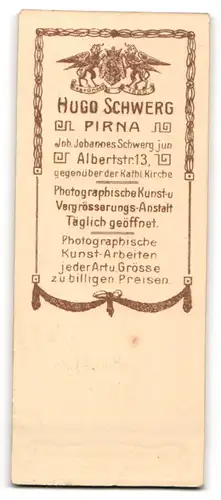 HUGO SCHWERG
PIRNA
Joh. Johannes Schwerg jun
Albertstr. 13,
gegenüber der Kathl. Kirche
Photographische Kunst-u
Vergrösserungs-Anstalt
Täglich geöffnet.
Photographische
Kunst-Arbeiten
jeder Art u. Grösse
zu billigen Preisen.